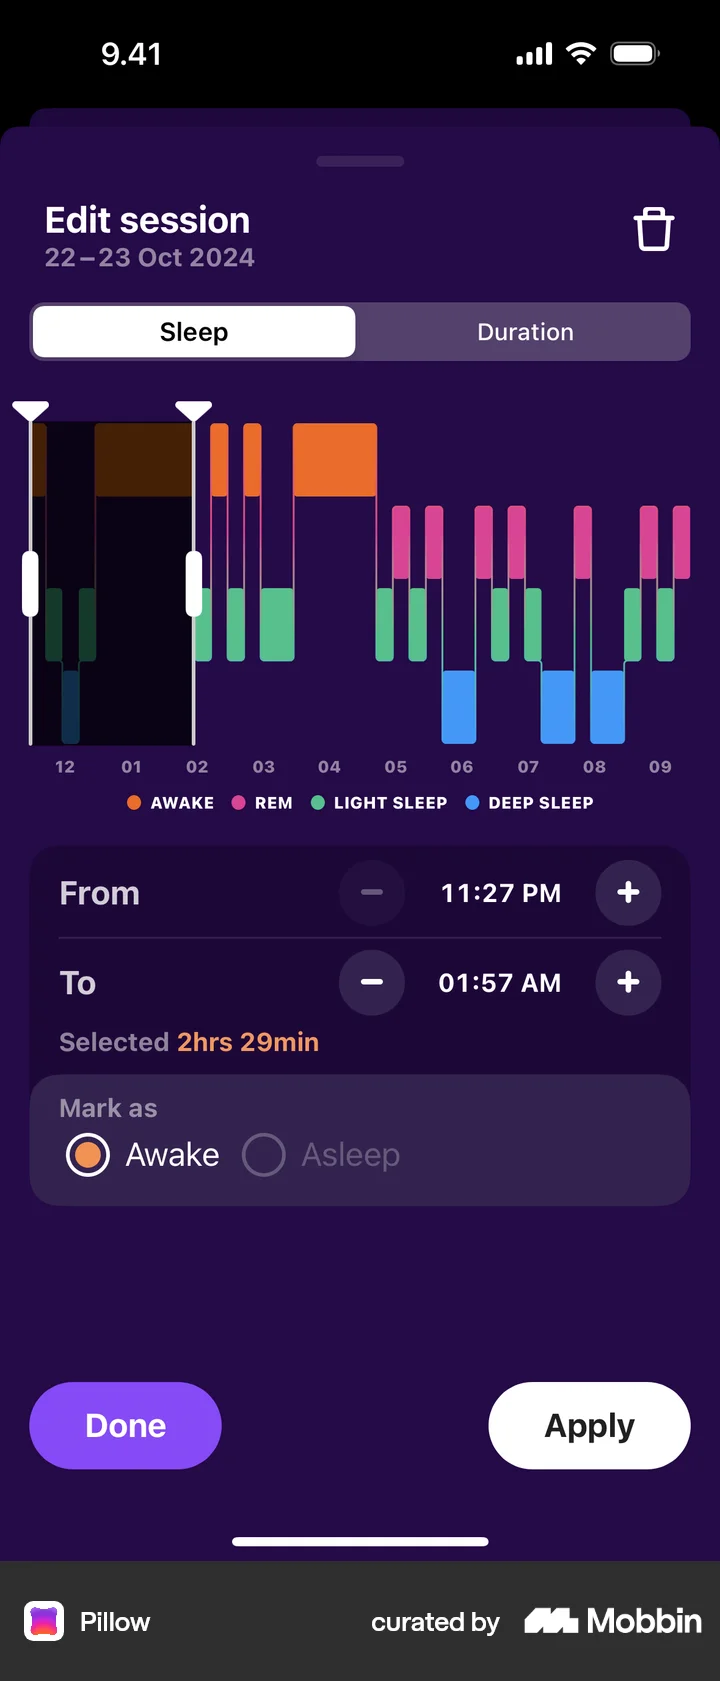 9.41
Edit session
22–23 Oct 2024
Sleep Duration
12 01 02 03 04 05 06 07 08 09
AWAKE REM LIGHT SLEEP DEEP SLEEP
From 11:27 PM
To 01:57 AM
Selected 2hrs 29min
Mark as
Awake Asleep
Done Apply
Pillow curated by Mobbin